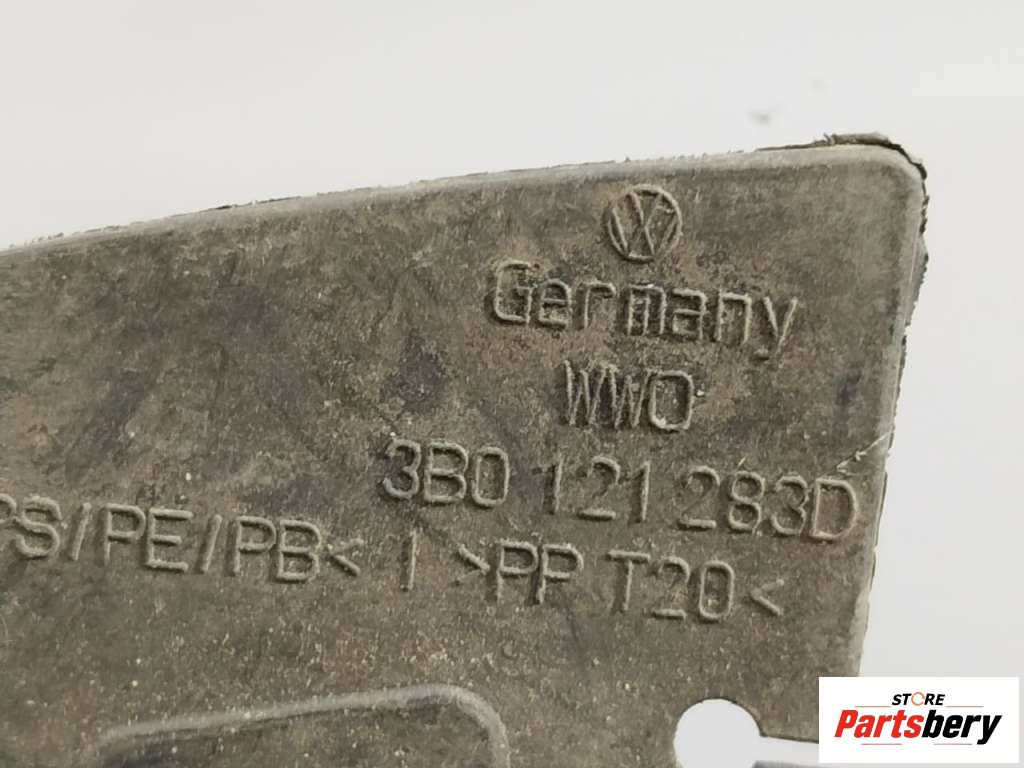 Germany
WWO
3B0 121 283D
PS/PE/PB< / >PP T20<
STORE
Partsbery